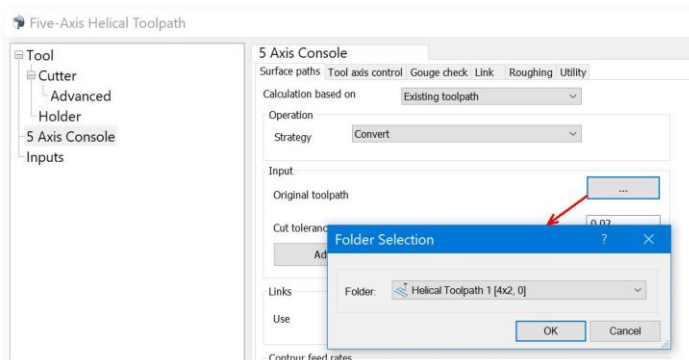 Five-Axis Helical Toolpath
Tool
Cutter
Advanced
Holder
5 Axis Console
Inputs
5 Axis Console
Surface paths Tool axis control Gouge check Link Roughing Utility
Calculation based on Existing toolpath
Operation
Strategy Convert
Input
Original toolpath ...
Cut toleranc 0.02
Ad
Folder Selection ? ×
Folder: Helical Toolpath 1 [4x2, 0]
OK Cancel
Links
Use
Contour feed rates